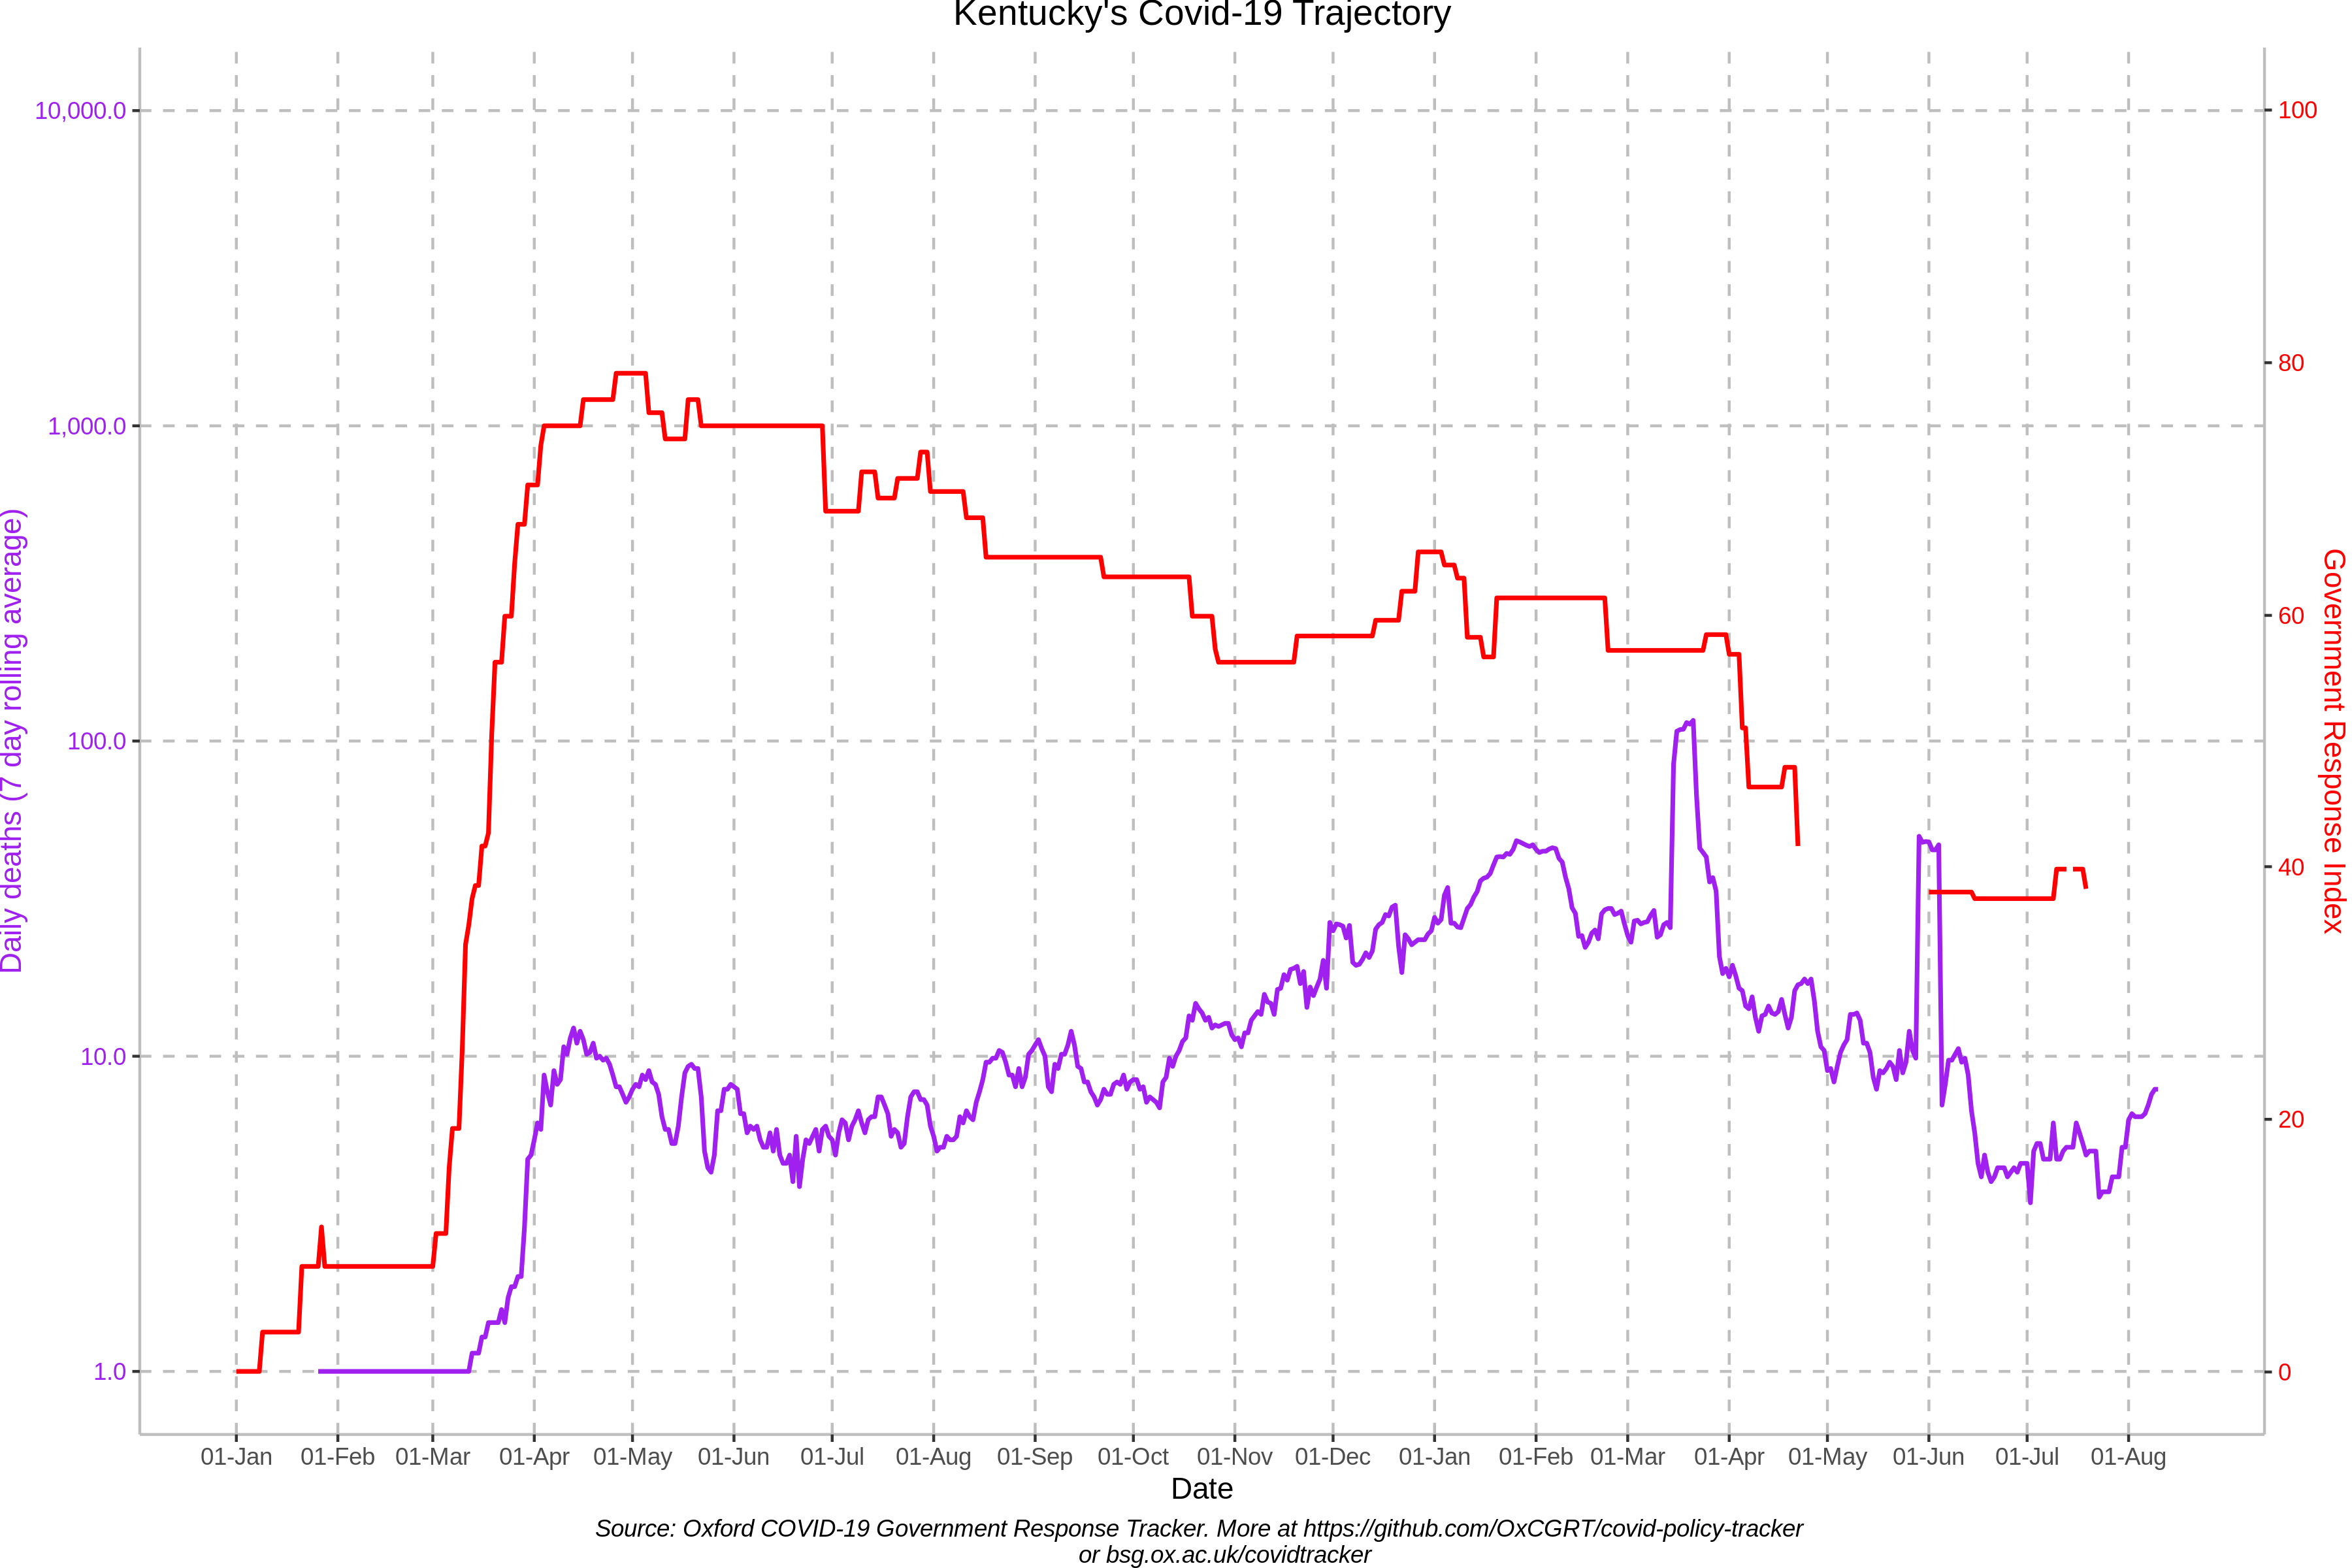 Kentucky's Covid-19 Trajectory
10,000.0
1,000.0
100.0
10.0
1.0
Daily deaths (7 day rolling average)
100
80
60
40
20
0
Government Response Index
01-Jan 01-Feb 01-Mar 01-Apr 01-May 01-Jun 01-Jul 01-Aug 01-Sep 01-Oct 01-Nov 01-Dec 01-Jan 01-Feb 01-Mar 01-Apr 01-May 01-Jun 01-Jul 01-Aug
Date
Source: Oxford COVID-19 Government Response Tracker. More at https://github.com/OxCGRT/covid-policy-tracker
or bsg.ox.ac.uk/covidtracker